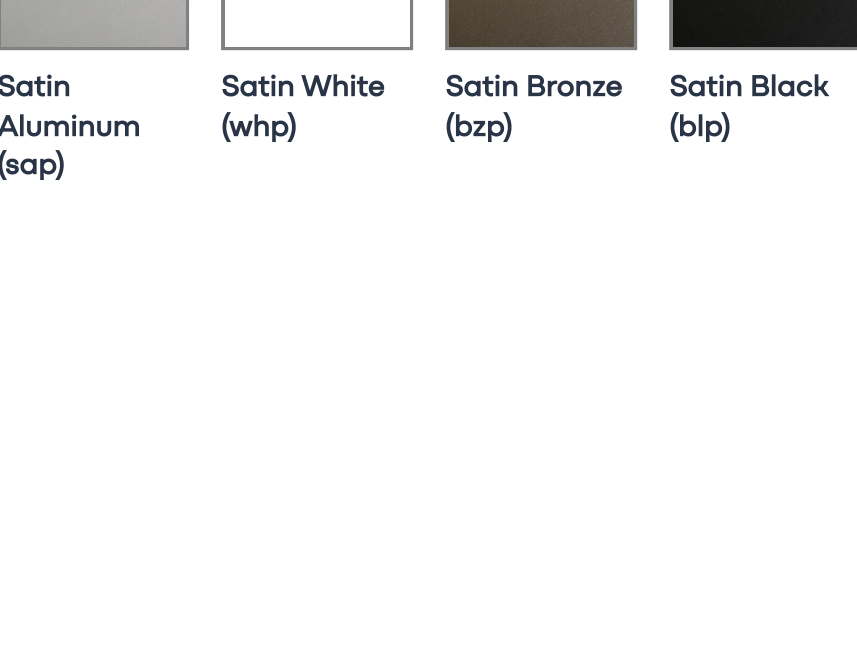 Satin
Aluminum
(sap)
Satin White
(whp)
Satin Bronze
(bzp)
Satin Black
(blp)